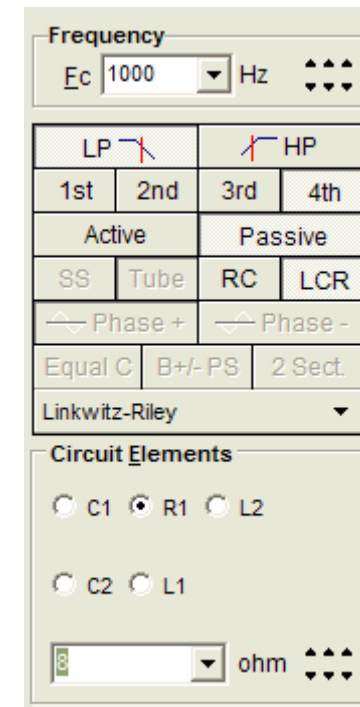 Frequency
Fc 1000 Hz
LP HP
1st 2nd 3rd 4th
Active Passive
SS Tube RC LCR
Phase + Phase -
Equal C B+/- PS 2 Sect.
Linkwitz-Riley
Circuit Elements
C1 R1 L2
C2 L1
8 ohm